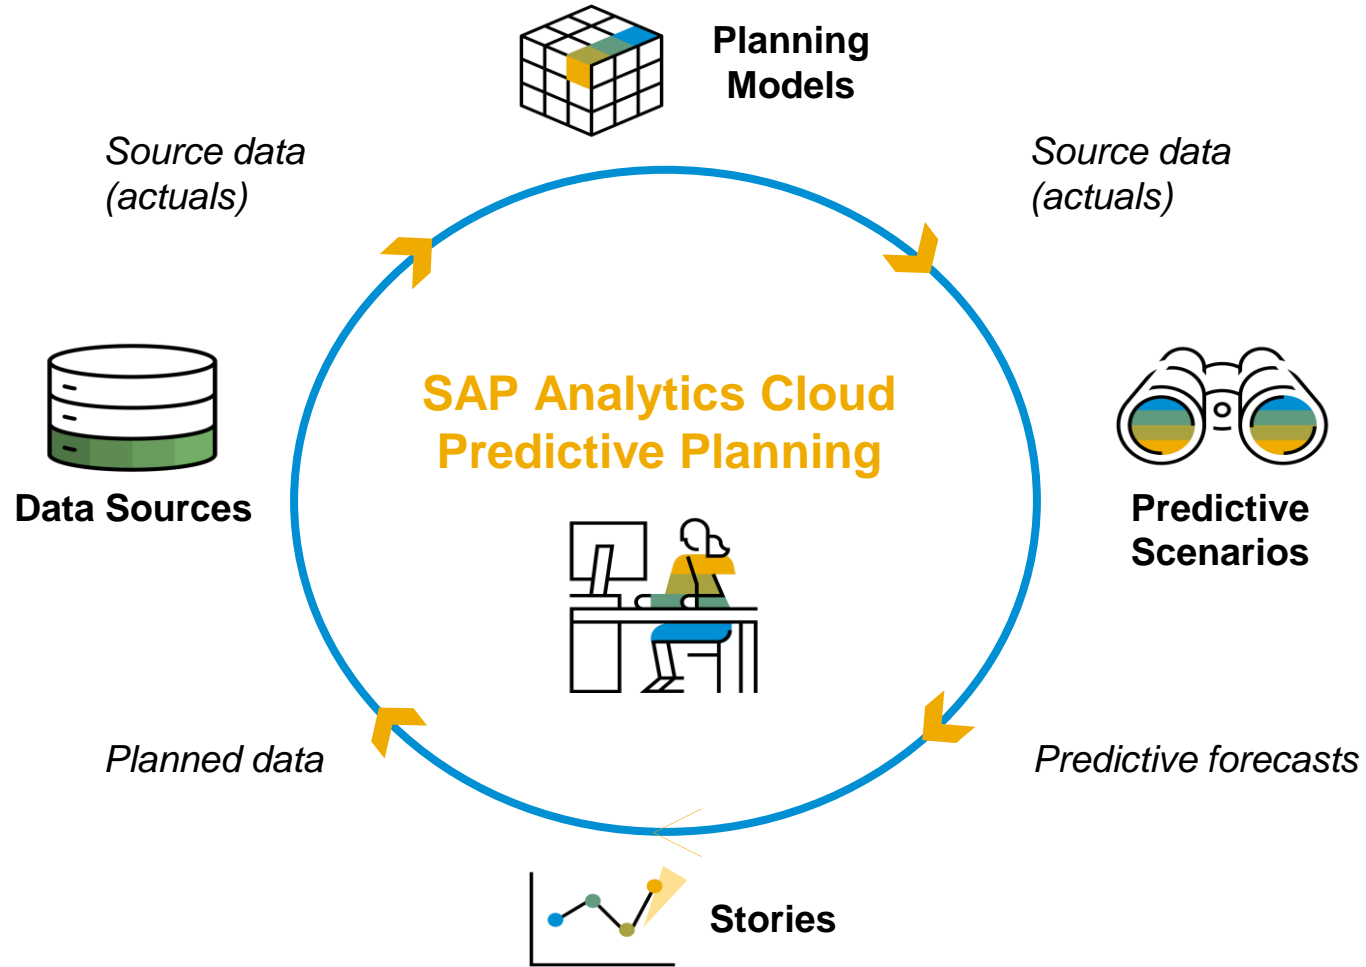 Planning
Models
Source data
(actuals)
Source data
(actuals)
SAP Analytics Cloud
Predictive Planning
Data Sources
Predictive
Scenarios
Planned data
Predictive forecasts
Stories